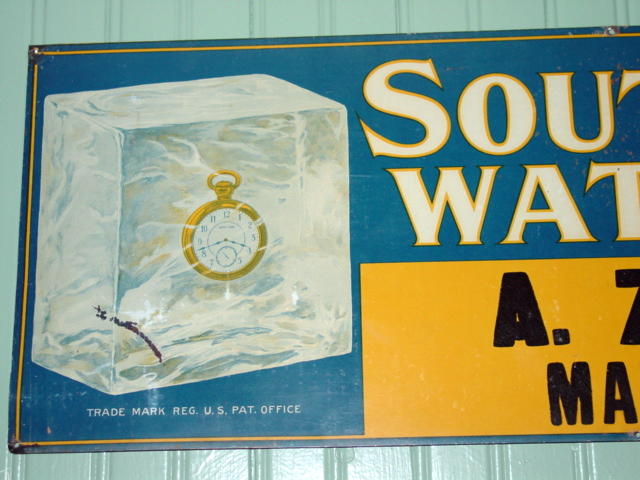 SOUT
WAT
A. Z
MA
TRADE MARK REG. U.S. PAT. OFFICE